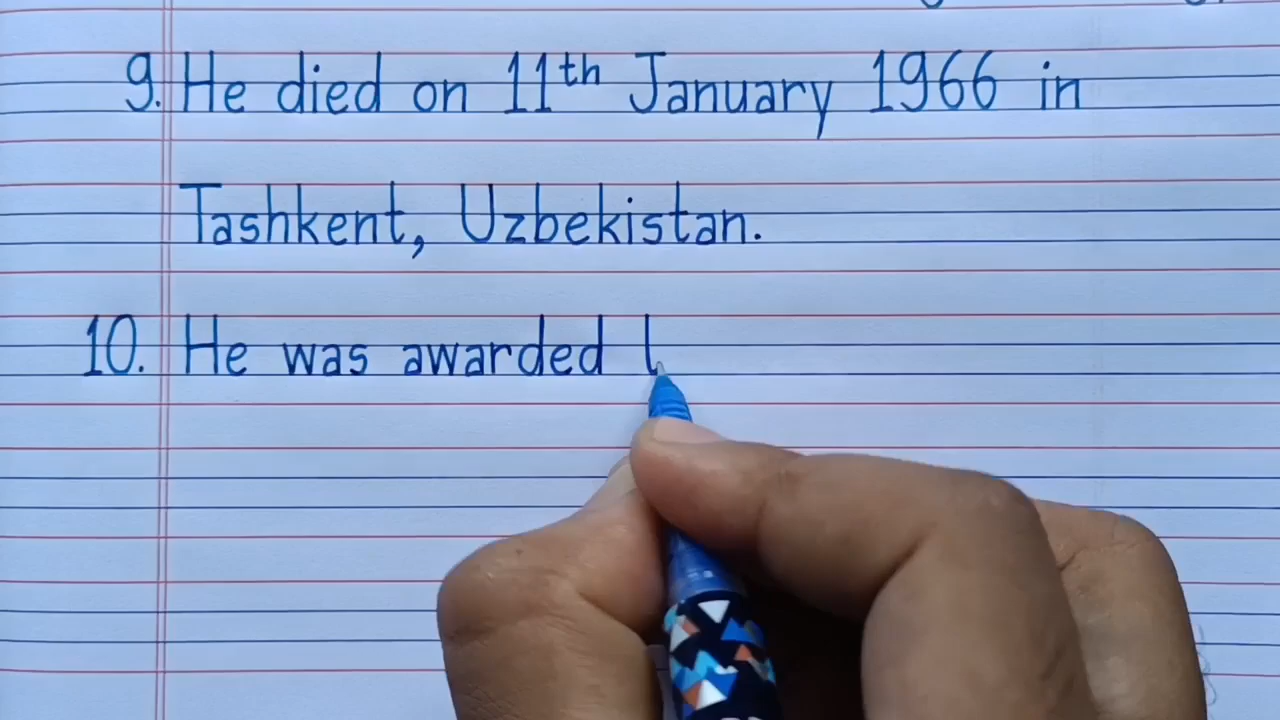 9. He died on 11th January 1966 in
Tashkent, Uzbekistan.
10. He was awarded